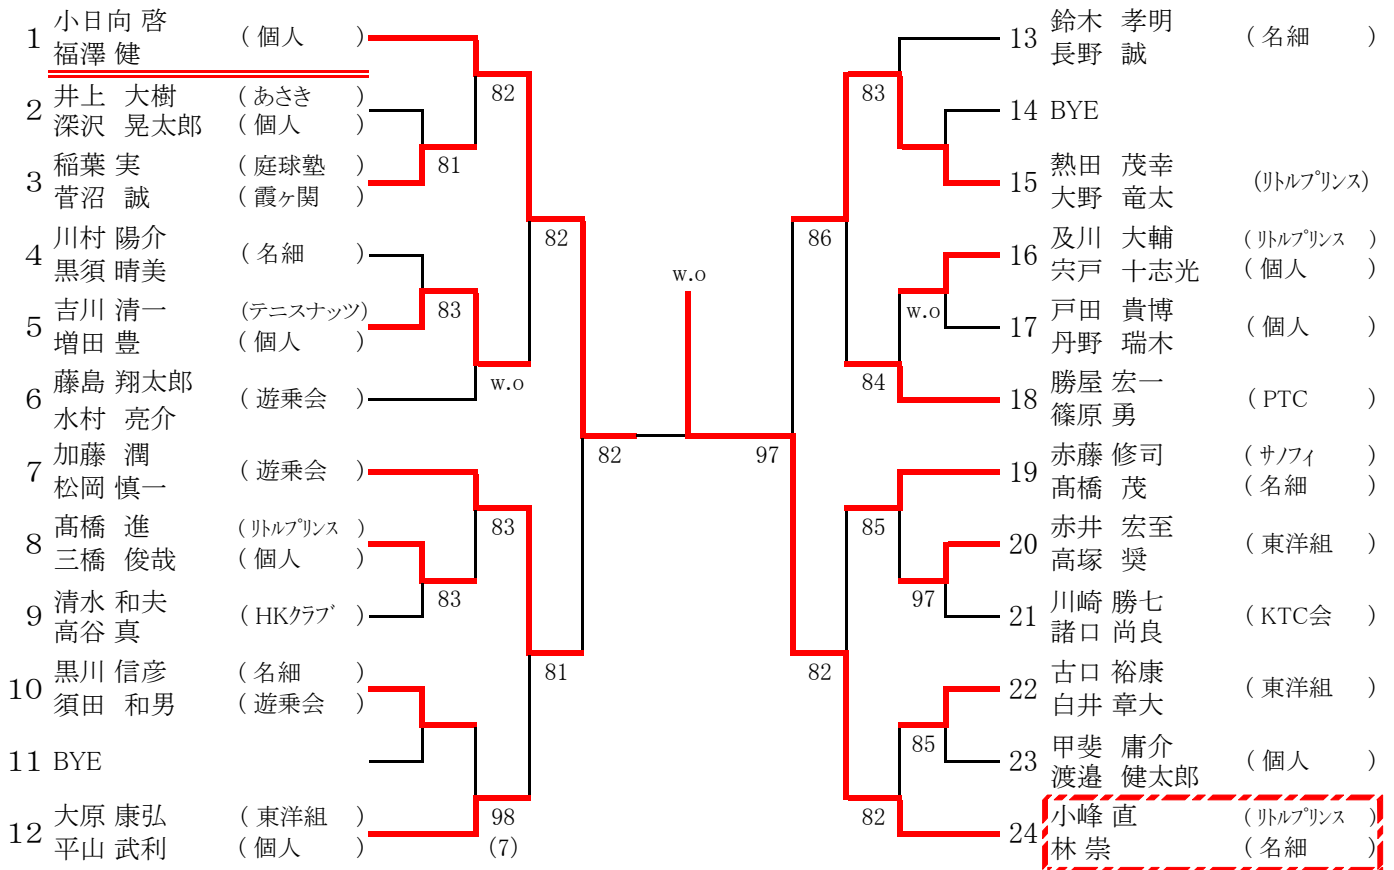 1 小日向 啓 ( 個人 )
福澤 健
2 井上 大樹 ( あさき )
深沢 晃太郎 ( 個人 )
3 稲葉 実 ( 庭球塾 )
菅沼 誠 ( 霞ヶ関 )
4 川村 陽介 ( 名細 )
黒須 晴美
5 吉川 清一 (テニスナッツ)
増田 豊 ( 個人 )
6 藤島 翔太郎 ( 遊乗会 )
水村 亮介
7 加藤 潤 ( 遊乗会 )
松岡 慎一
8 髙橋 進 ( リトルプリンス )
三橋 俊哉 ( 個人 )
9 清水 和夫 ( HKクラブ )
高谷 真
10 黒川 信彦 ( 名細 )
須田 和男 ( 遊乗会 )
11 BYE
12 大原 康弘 ( 東洋組 )
平山 武利 ( 個人 )
82
81
82
83
w.o
82
83
83
81
98
(7)
w.o
97
83
86
w.o
84
85
97
82
85
82
13 鈴木 孝明 ( 名細 )
長野 誠
14 BYE
15 熱田 茂幸 (リトルプリンス)
大野 竜太
16 及川 大輔 ( リトルプリンス )
宍戸 十志光 ( 個人 )
17 戸田 貴博 ( 個人 )
丹野 瑞木
18 勝屋 宏一 ( PTC )
篠原 勇
19 赤藤 修司 ( サノフィ )
髙橋 茂 ( 名細 )
20 赤井 宏至 ( 東洋組 )
高塚 奨
21 川崎 勝七 ( KTC会 )
諸口 尚良
22 古口 裕康 ( 東洋組 )
白井 章大
23 甲斐 庸介 ( 個人 )
渡邉 健太郎
24 小峰 直 ( リトルプリンス )
林 崇 ( 名細 )